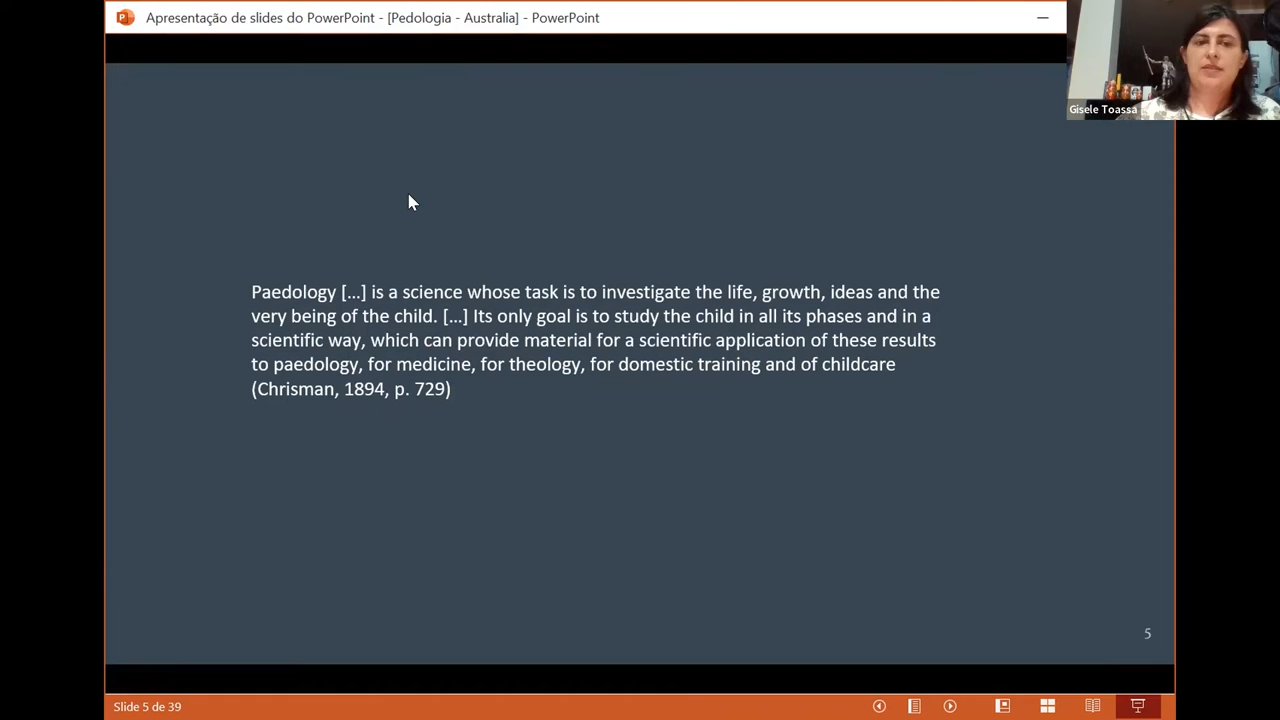 Apresentação de slides do PowerPoint - [Pedologia - Australia] - PowerPoint
Gisele Toassa
Paedology [...] is a science whose task is to investigate the life, growth, ideas and the
very being of the child. [...] Its only goal is to study the child in all its phases and in a
scientific way, which can provide material for a scientific application of these results
to paedology, for medicine, for theology, for domestic training and of childcare
(Chrisman, 1894, p. 729)
5
Slide 5 de 39